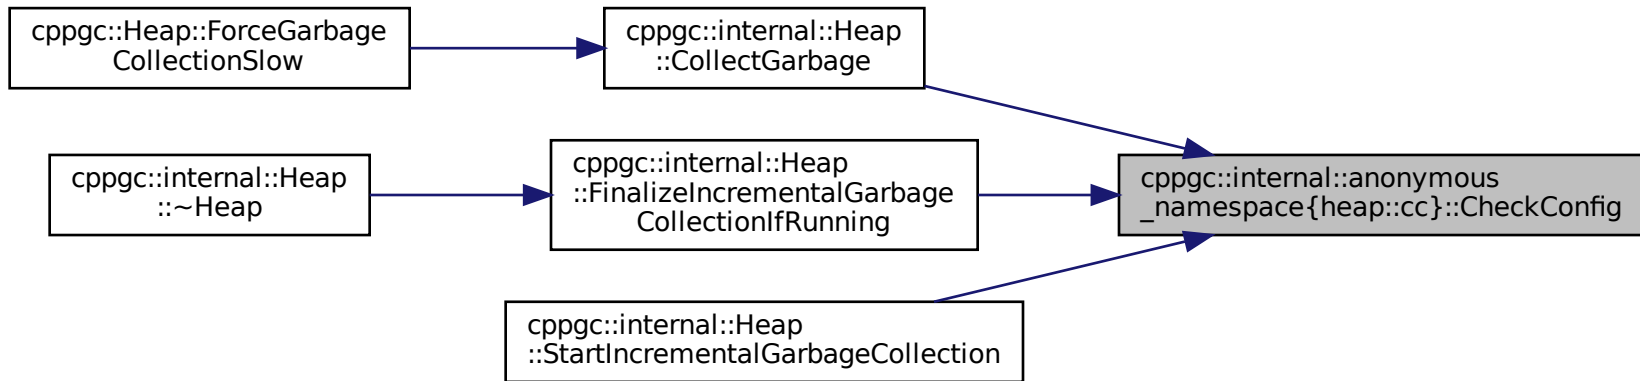 cppgc::Heap::ForceGarbage
CollectionSlow
cppgc::internal::Heap
::CollectGarbage
cppgc::internal::Heap
::~Heap
cppgc::internal::Heap
::FinalizeIncrementalGarbage
CollectionIfRunning
cppgc::internal::anonymous
_namespace{heap::cc}::CheckConfig
cppgc::internal::Heap
::StartIncrementalGarbageCollection